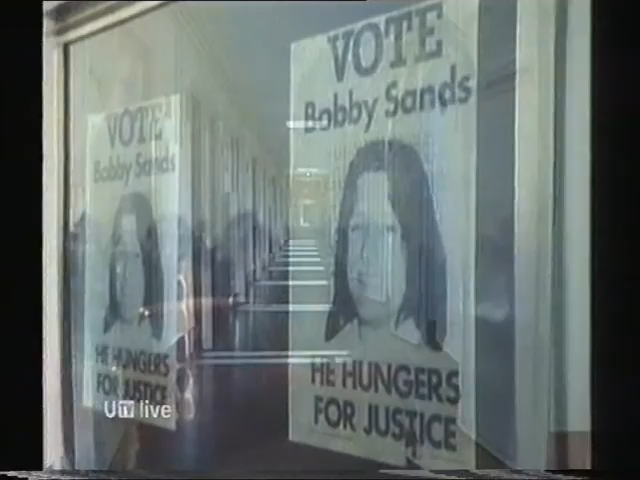 VOTE
Bobby Sands
HE HUNGERS
FOR JUSTICE
VOTE
Bobby Sands
HE HUNGERS
FOR JUSTICE
UTV live